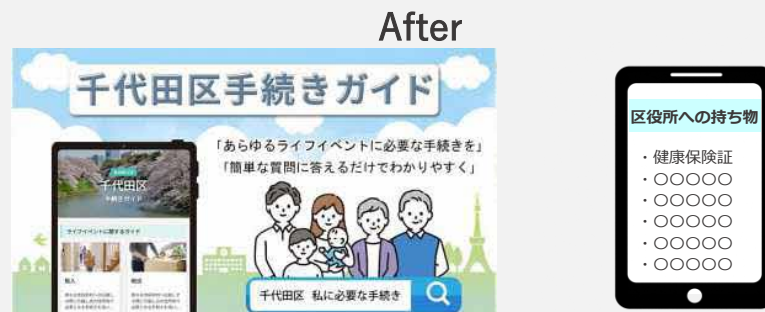 After
千代田区手続きガイド
「あらゆるライフイベントに必要な手続きを」
「簡単な質問に答えるだけでわかりやすく」
千代田区
手続きガイド
ライフイベントに関するガイド
転入
転出
千代田区 私に必要な手続き
区役所への持ち物
・健康保険証
・〇〇〇〇〇
・〇〇〇〇〇
・〇〇〇〇〇
・〇〇〇〇〇
・〇〇〇〇〇